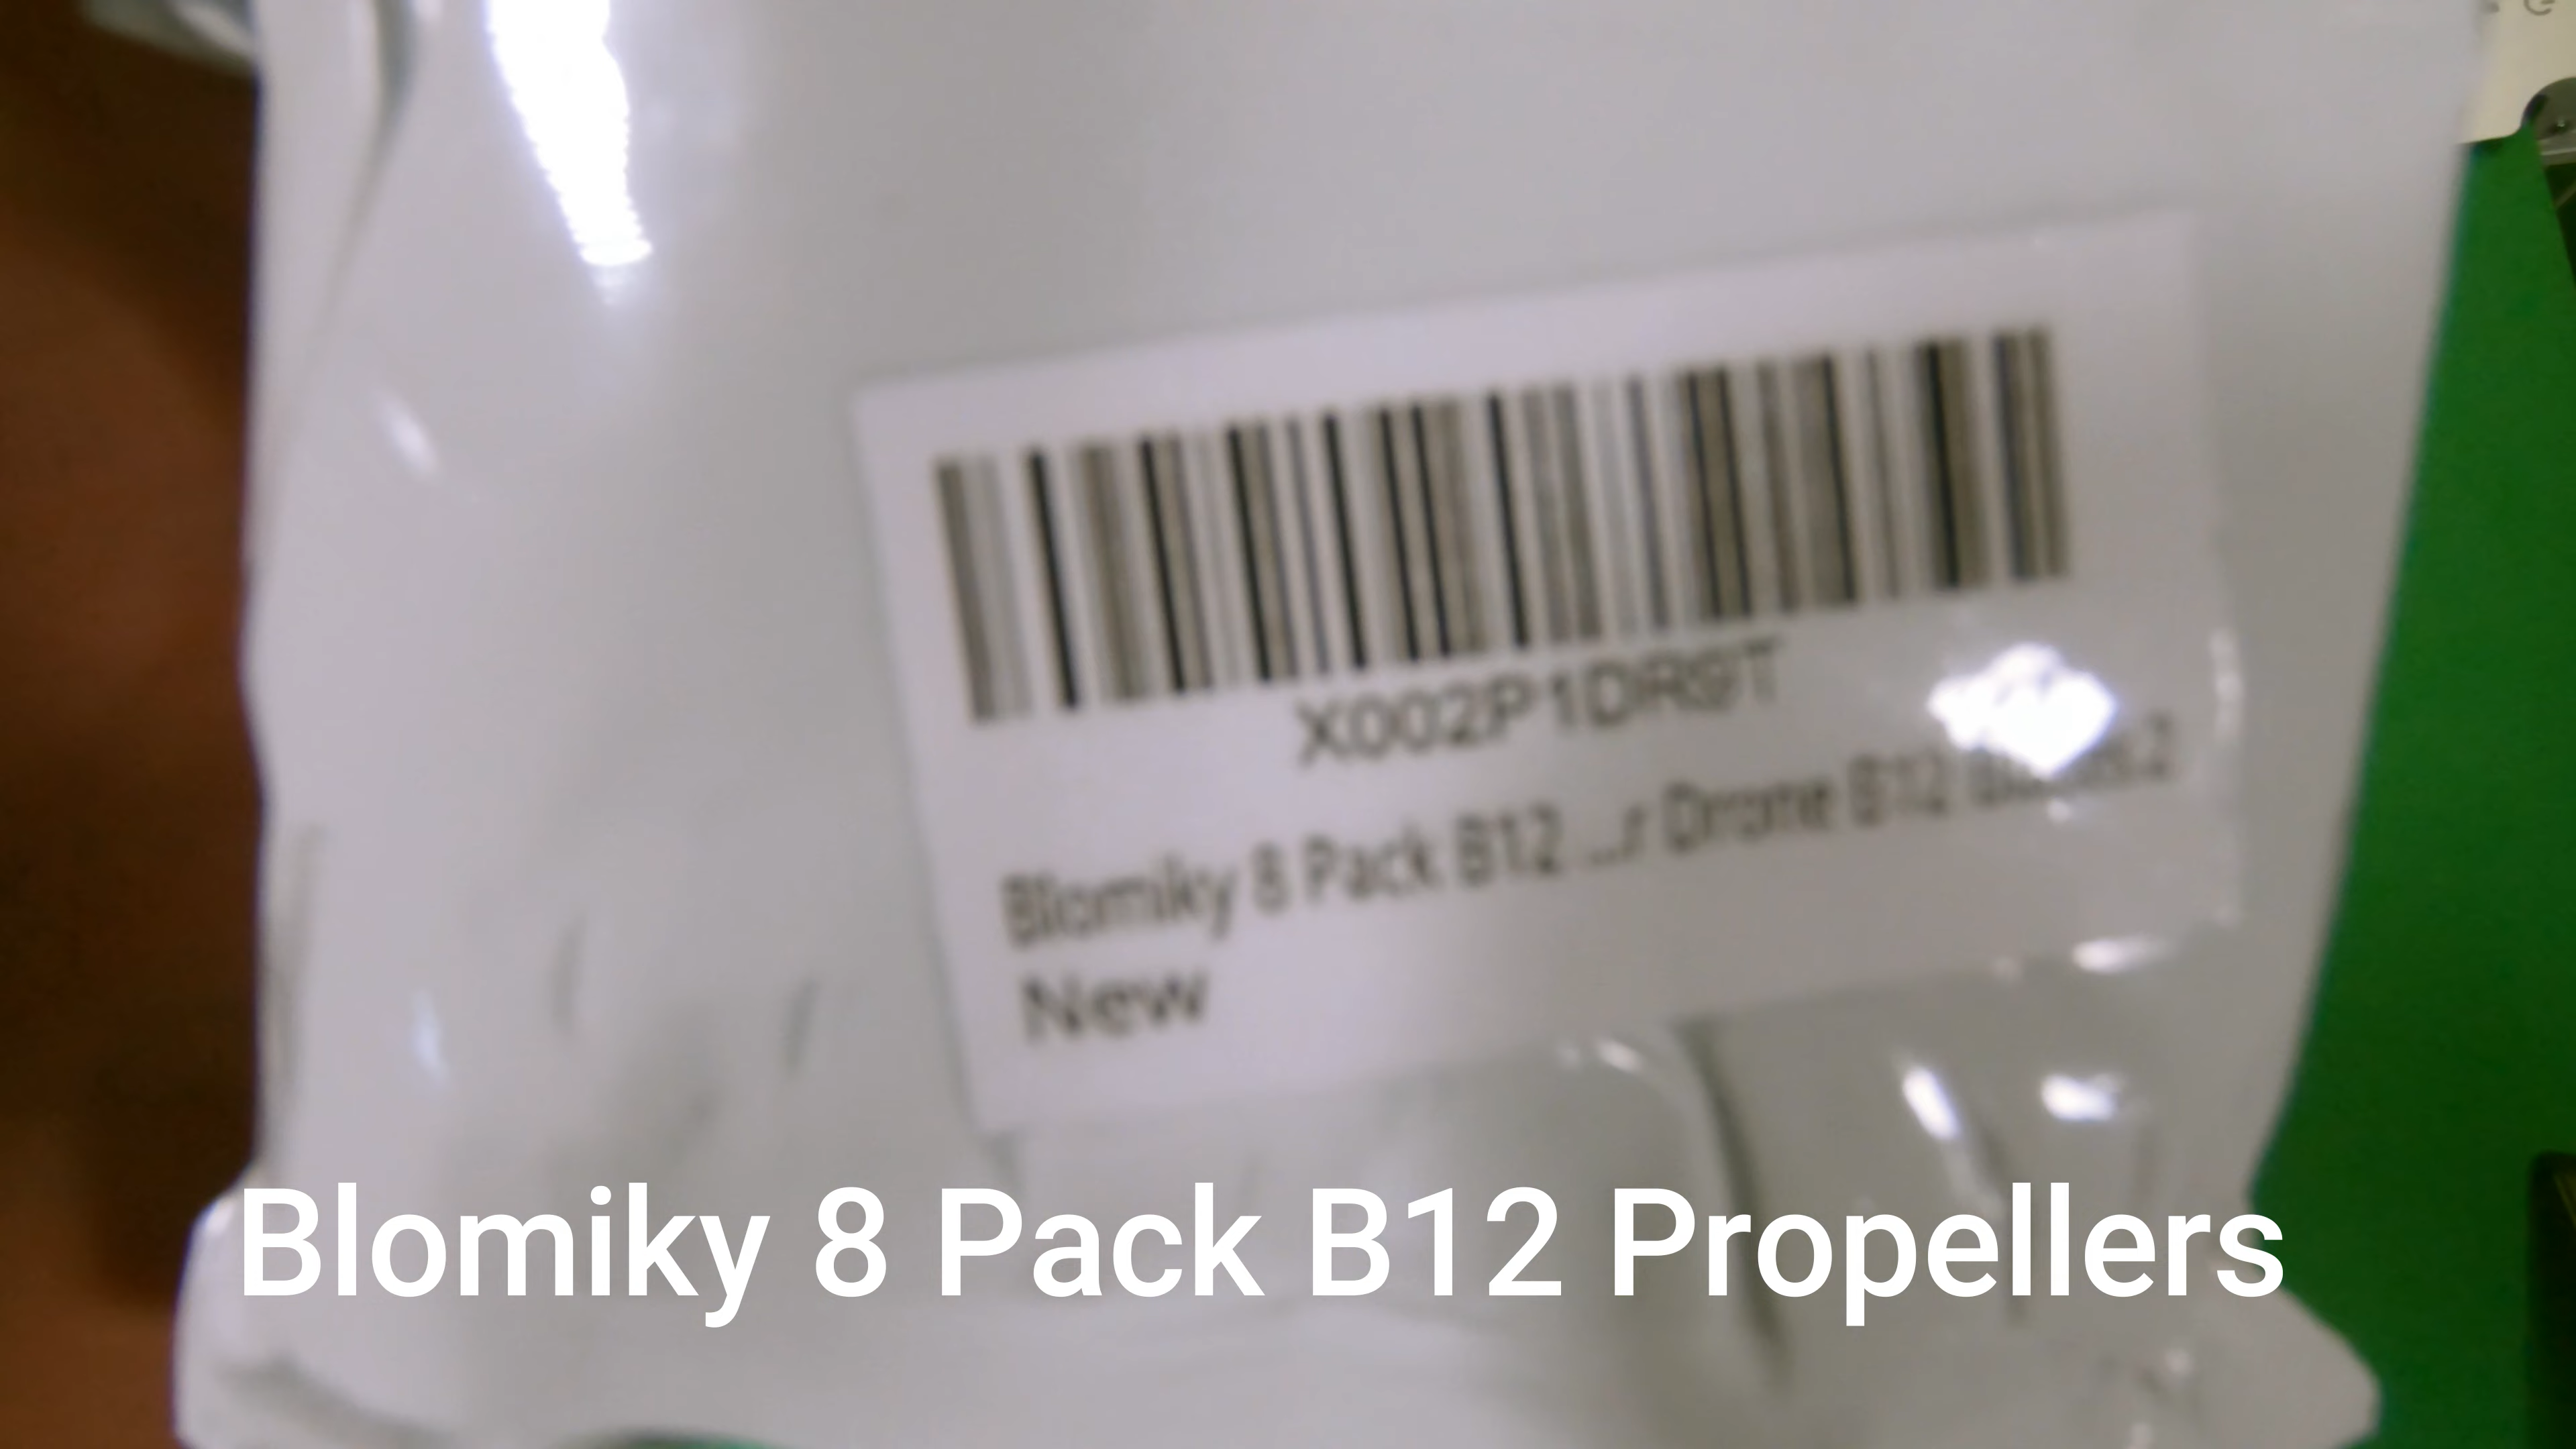 X002P1DR9T
Blomiky 8 Pack B12 ...r Drone B12
New
Blomiky 8 Pack B12 Propellers